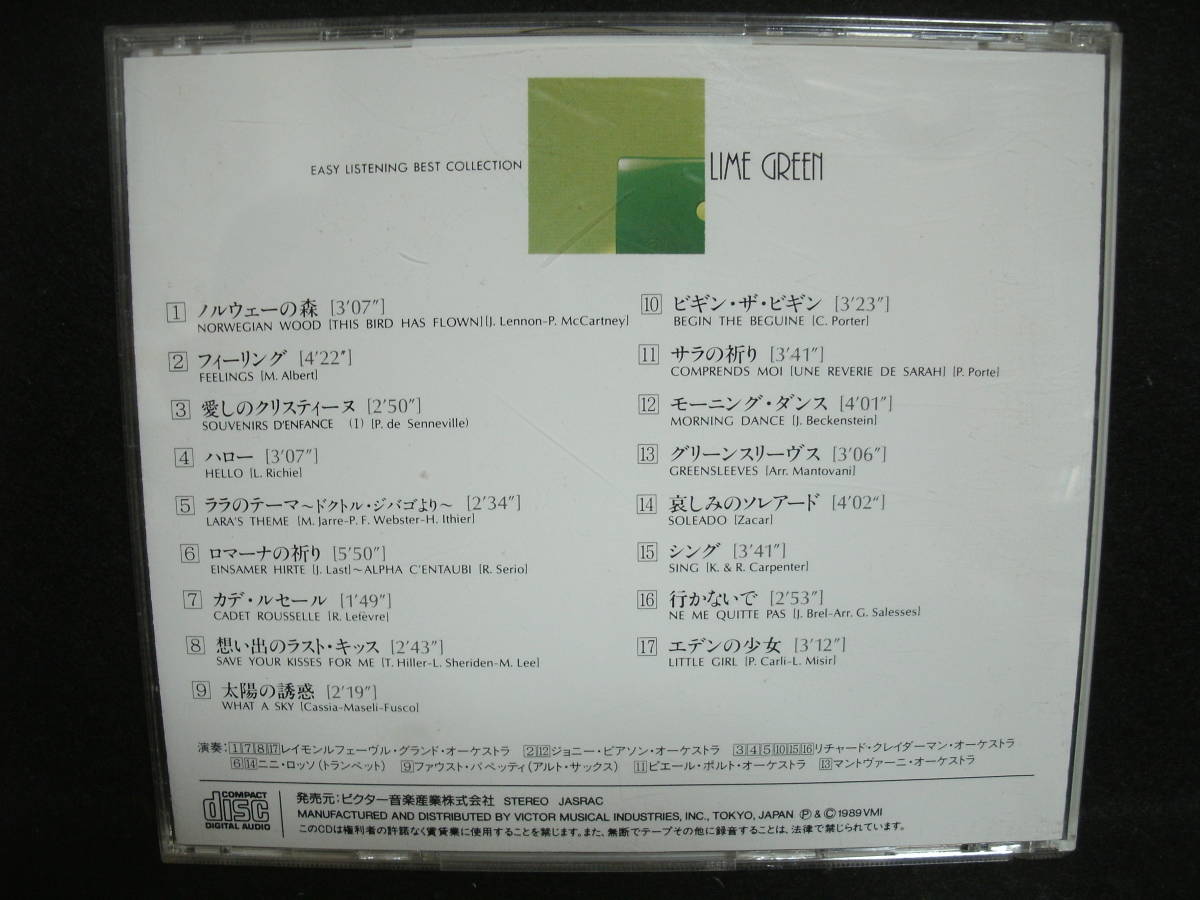 EASY LISTENING BEST COLLECTION
LIME GREEN
1 ノルウェーの森 [3'07"]
NORWEGIAN WOOD [THIS BIRD HAS FLOWN][J. Lennon-P. McCartney]
2 フィーリング [4'22"]
FEELINGS [M. Albert]
3 愛しのクリスティーヌ [2'50"]
SOUVENIRS D'ENFANCE (I) [P. de Senneville)
4 ハロー [3'07"]
HELLO [L. Richie]
5 ララのテーマ～ドクトル・ジバゴより～ [2'34"]
LARA'S THEME [M. Jarre-P. F. Webster-H. Ithier]
6 ロマーナの祈り [5'50"]
EINSAMER HIRTE [J. Last]～ALPHA C'ENTAUBI [R. Serio]
7 カデ・ルセール [1'49"]
CADET ROUSSELLE [R. Lefèvre]
8 想い出のラスト・キッス [2'43"]
SAVE YOUR KISSES FOR ME [T. Hiller-L. Sheriden-M. Lee]
9 太陽の誘惑 [2'19"]
WHAT A SKY [Cassia-Maseli-Fusco]
10 ビギン・ザ・ビギン [3'23"]
BEGIN THE BEGUINE [C. Porter]
11 サラの祈り [3'41"]
COMPRENDS MOI [UNE REVERIE DE SARAH] [P. Porte]
12 モーニング・ダンス [4'01"]
MORNING DANCE [J. Beckenstein]
13 グリーンスリーヴス [3'06"]
GREENSLEEVES [Arr. Mantovani]
14 哀しみのソレアード [4'02"]
SOLEADO [Zacar]
15 シング [3'41"]
SING [K. & R. Carpenter]
16 行かないで [2'53"]
NE ME QUITTE PAS [J. Brel-Arr. G. Salesses]
17 エデンの少女 [3'12"]
LITTLE GIRL [P. Carli-L. Misir]
演奏:1 7 8 17レイモンルフェーヴル・グランド・オーケストラ 2 12ジョニー・ピアソン・オーケストラ 3 4 5 10 15 16リチャード・クレイダーマン・オーケストラ
6 14ニニ・ロッソ(トランペット) 9ファウスト・パペッティ(アルト・サックス) 11ピエール・ポルト・オーケストラ 13マントヴァーニ・オーケストラ
COMPACT
disc
DIGITAL AUDIO
発売元:ビクター音楽産業株式会社 STEREO JASRAC
MANUFACTURED AND DISTRIBUTED BY VICTOR MUSICAL INDUSTRIES, INC., TOKYO, JAPAN Ⓟ & © 1989 VMI
このCDは権利者の許諾なく賃貸業に使用することを禁じます。また、無断でテープその他に録音することは、法律で禁じられています。